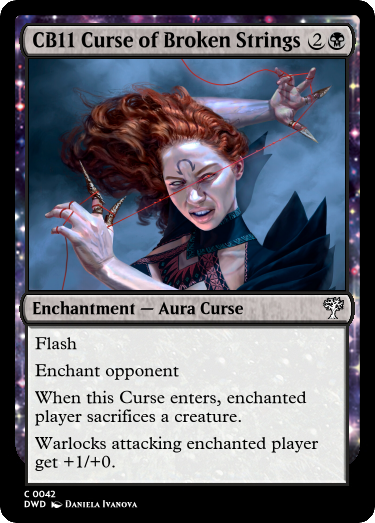 CB11 Curse of Broken Strings 2
Enchantment — Aura Curse
Flash
Enchant opponent
When this Curse enters, enchanted
player sacrifices a creature.
Warlocks attacking enchanted player
get +1/+0.
C 0042
DWD Daniela Ivanova